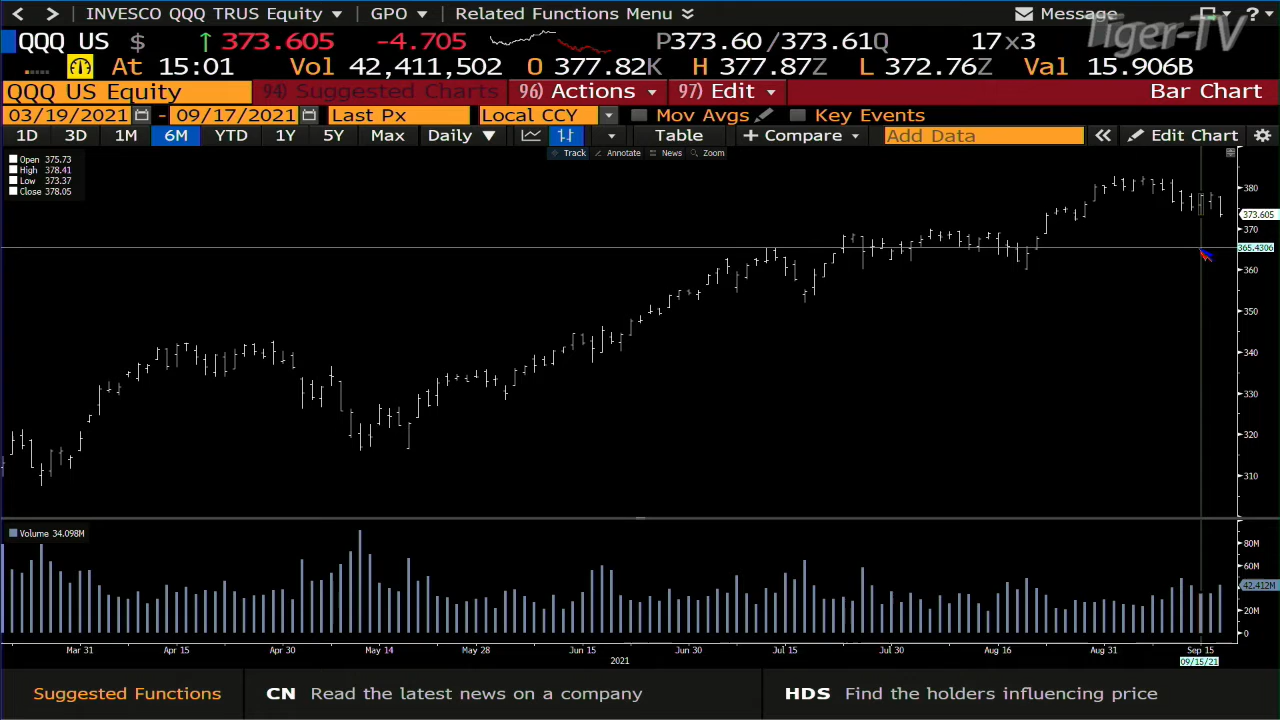 INVESCO QQQ TRUS Equity GPO Related Functions Menu Message ?
Tiger-TV
QQQ US $ ↑ 373.605 -4.705 P373.60 /373.61Q 17x3
At 15:01 Vol 42,411,502 O 377.82K H 377.87Z L 372.76Z Val 15.906B
QQQ US Equity 94) Suggested Charts 96) Actions 97) Edit Bar Chart
03/19/2021 - 09/17/2021 Last Px Local CCY Mov Avgs Key Events
1D 3D 1M 6M YTD 1Y 5Y Max Daily ▼ Table + Compare Add Data « Edit Chart
Track Annotate News Zoom
Open 375.73
High 378.41
Low 373.37
Close 378.05
380
373.605
370
365.4306
360
350
340
330
320
310
Volume 34.098M
80M
60M
42.412M
20M
0
Mar 31 Apr 15 Apr 30 May 14 May 28 Jun 15 Jun 30 Jul 15 Jul 30 Aug 16 Aug 31 Sep 15
2021 09/15/21
Suggested Functions CN Read the latest news on a company HDS Find the holders influencing price